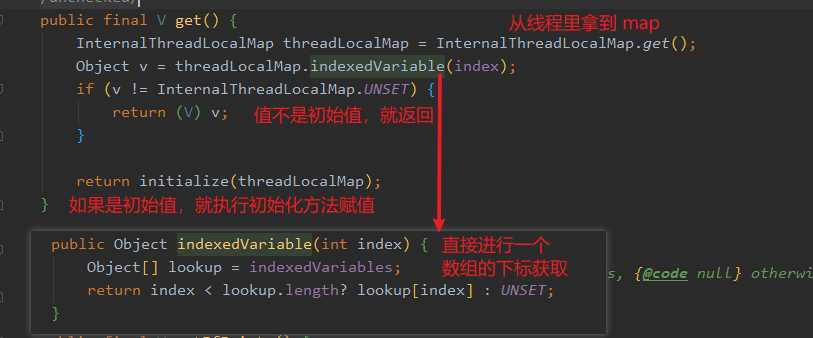 public final V get() {
从线程里拿到 map
InternalThreadLocalMap threadLocalMap = InternalThreadLocalMap.get();
Object v = threadLocalMap.indexedVariable(index);
if (v != InternalThreadLocalMap.UNSET) {
return (V) v;
值不是初始值，就返回
}
return initialize(threadLocalMap);
}
如果是初始值，就执行初始化方法赋值
public Object indexedVariable(int index) {
直接进行一个
Object[] lookup = indexedVariables;
数组的下标获取
s, {@code null} otherwi
return index < lookup.length? lookup[index] : UNSET;
}